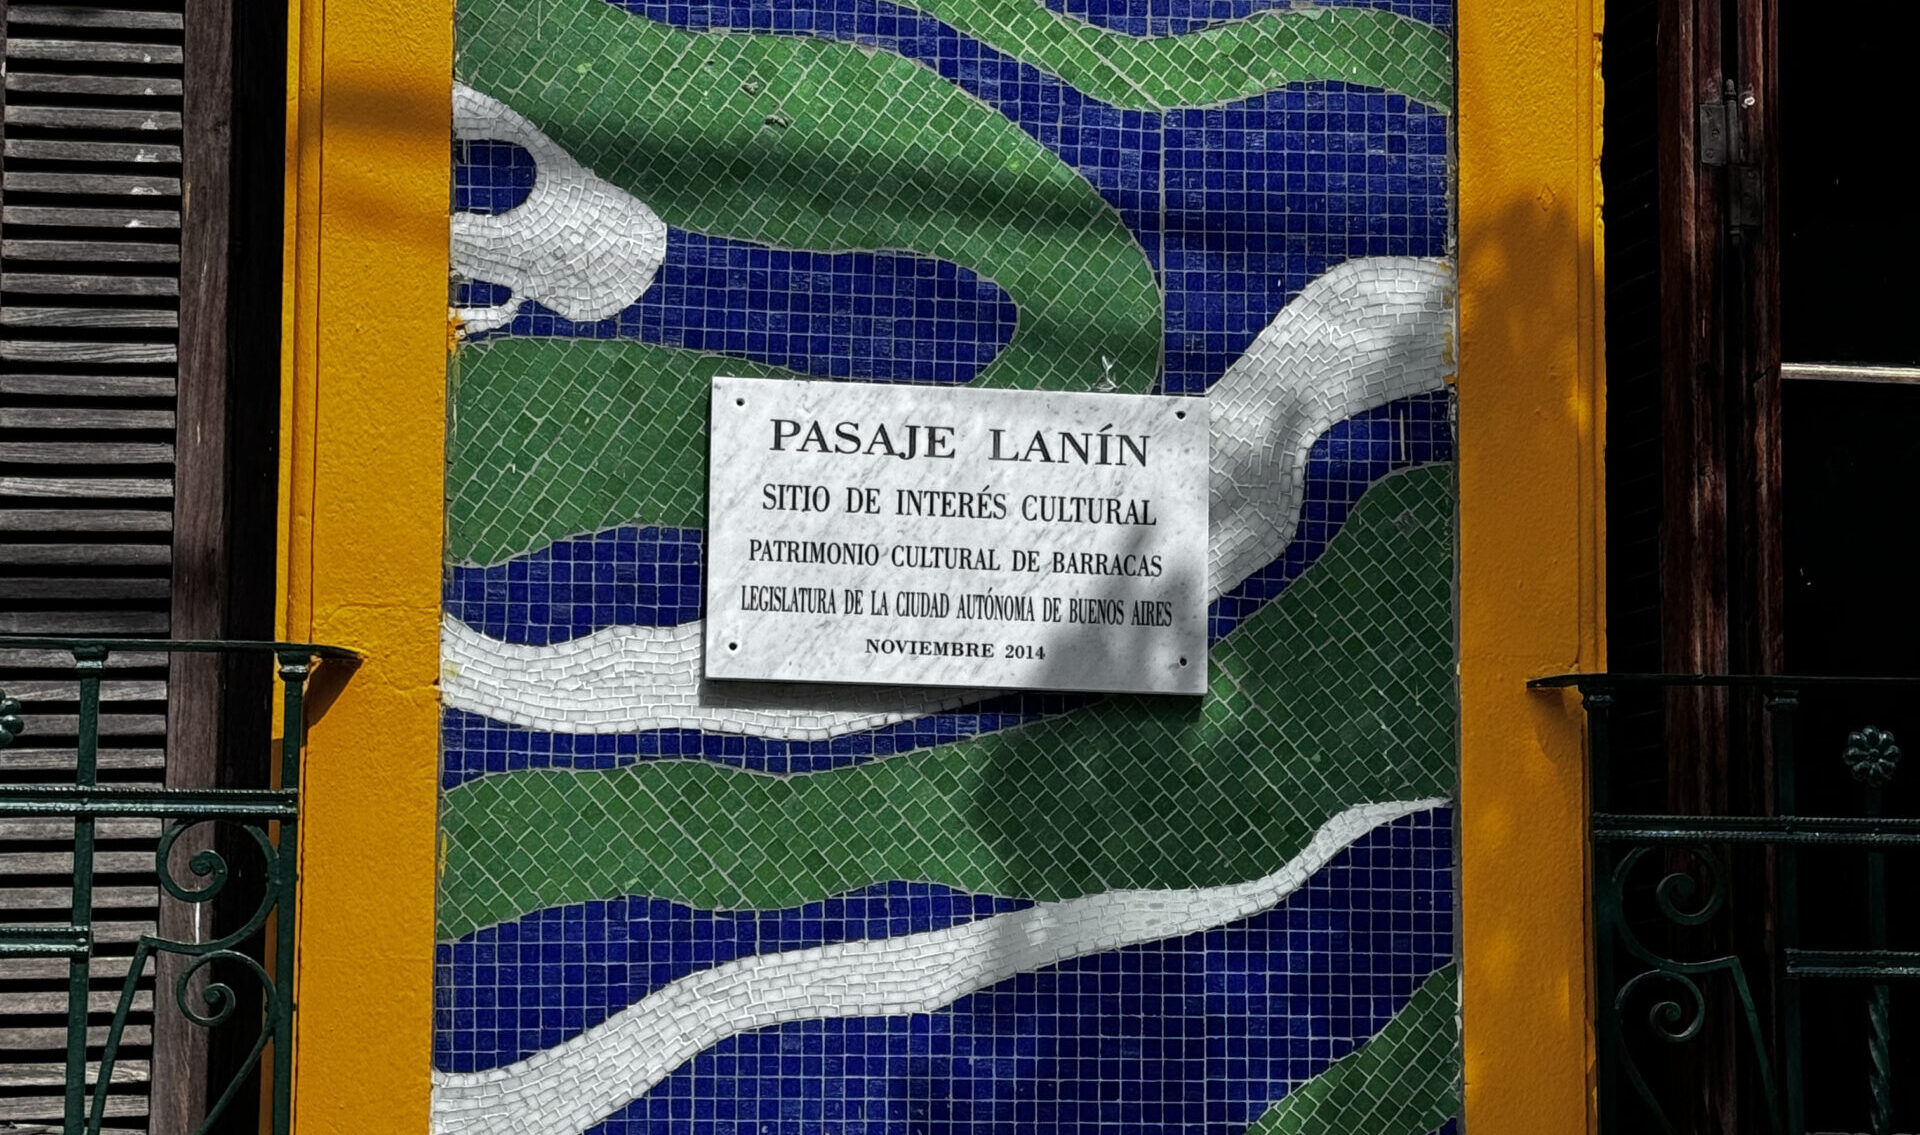 PASAJE LANÍN
SITIO DE INTERÉS CULTURAL
PATRIMONIO CULTURAL DE BARRACAS
LEGISLATURA DE LA CIUDAD AUTÓNOMA DE BUENOS AIRES
NOVIEMBRE 2014